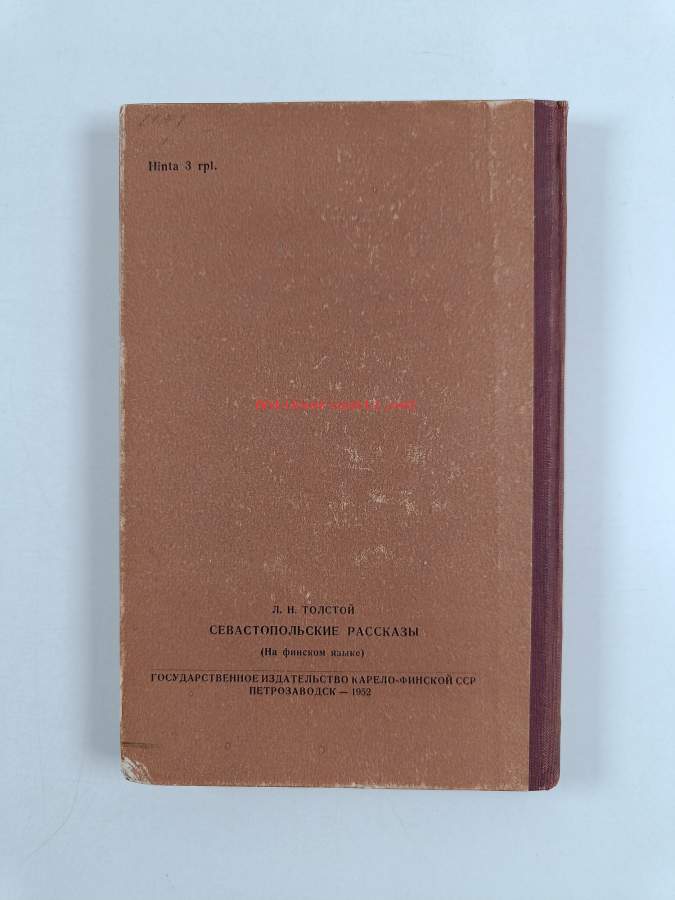 Hinta 3 rpl.
Л. Н. ТОЛСТОЙ
СЕВАСТОПОЛЬСКИЕ РАССКАЗЫ
(На финском языке)
ГОСУДАРСТВЕННОЕ ИЗДАТЕЛЬСТВО КАРЕЛО-ФИНСКОЙ ССР
ПЕТРОЗАВОДСК — 1952